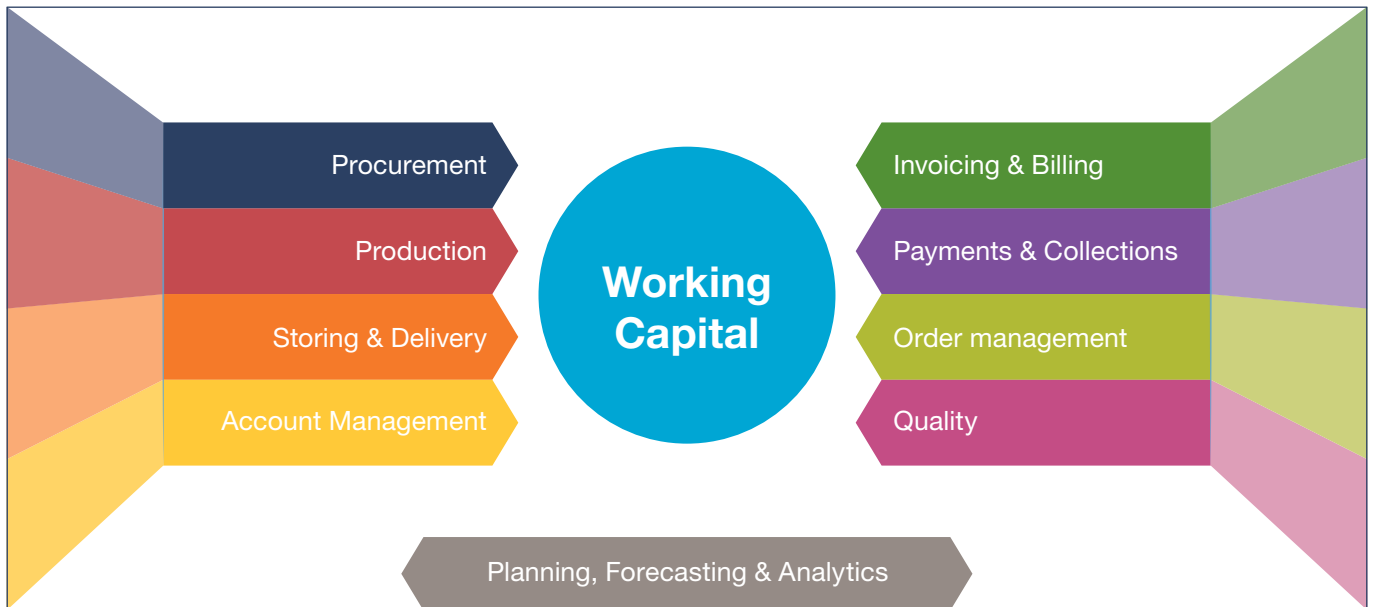 Procurement
Production
Storing & Delivery
Account Management
Working
Capital
Invoicing & Billing
Payments & Collections
Order management
Quality
Planning, Forecasting & Analytics